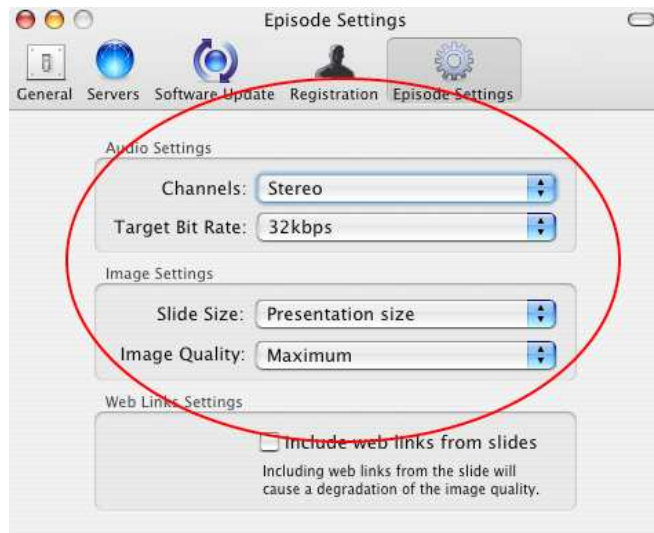 Episode Settings
General Servers Software Update Registration Episode Settings
Audio Settings
Channels: Stereo
Target Bit Rate: 32kbps
Image Settings
Slide Size: Presentation size
Image Quality: Maximum
Web Links Settings
Include web links from slides
Including web links from the slide will
cause a degradation of the image quality.